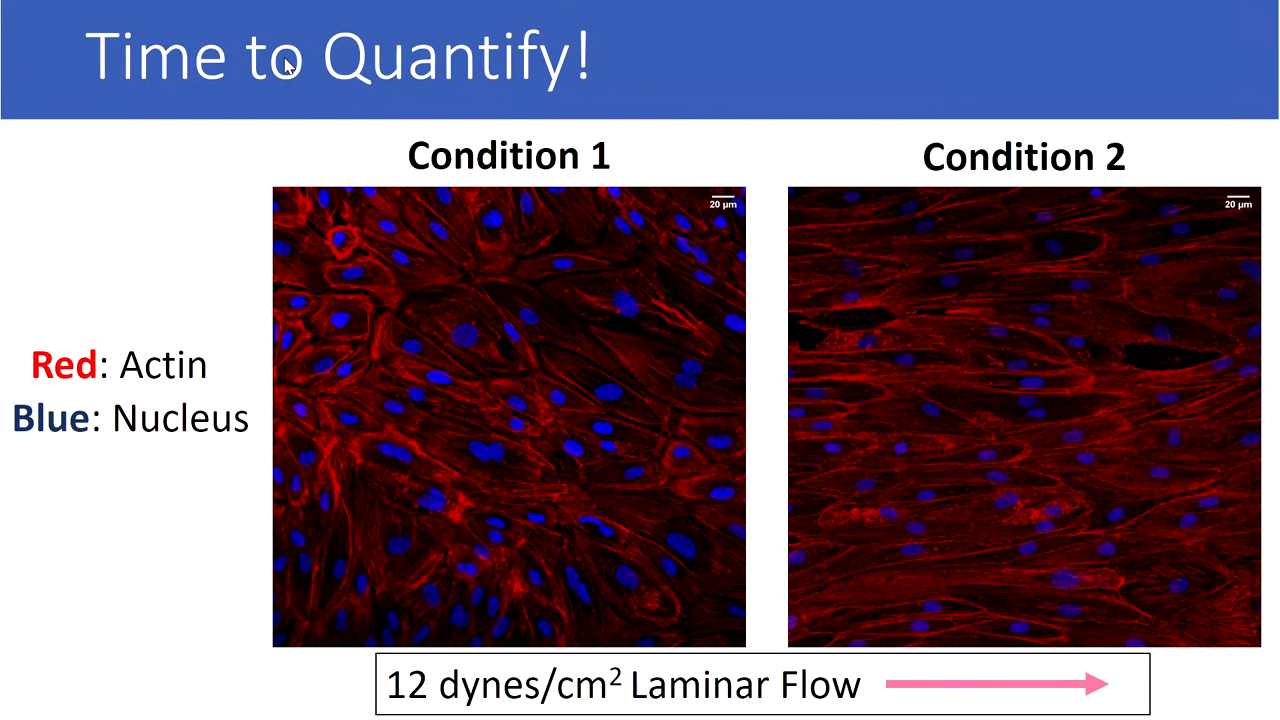 Time to Quantify!
Condition 1
Condition 2
20 µm
20 µm
Red: Actin
Blue: Nucleus
12 dynes/cm² Laminar Flow